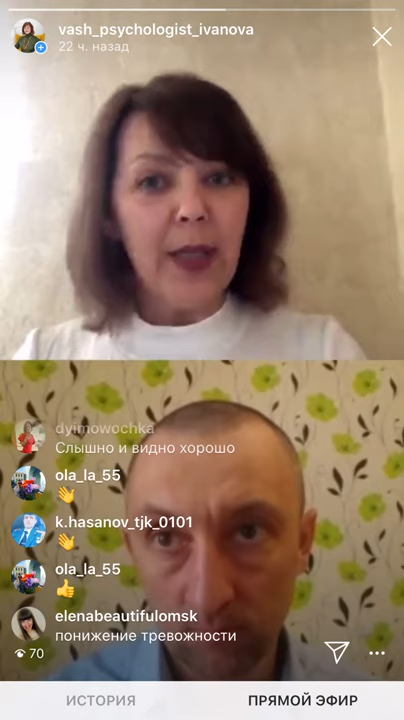 vash_psychologist_ivanova
22 ч. назад
dyimowochka
Слышно и видно хорошо
ola_la_55
👋
k.hasanov_tjk_0101
👋
ola_la_55
👍
elenabeautifulomsk
понижение тревожности
70
ИСТОРИЯ ПРЯМОЙ ЭФИР